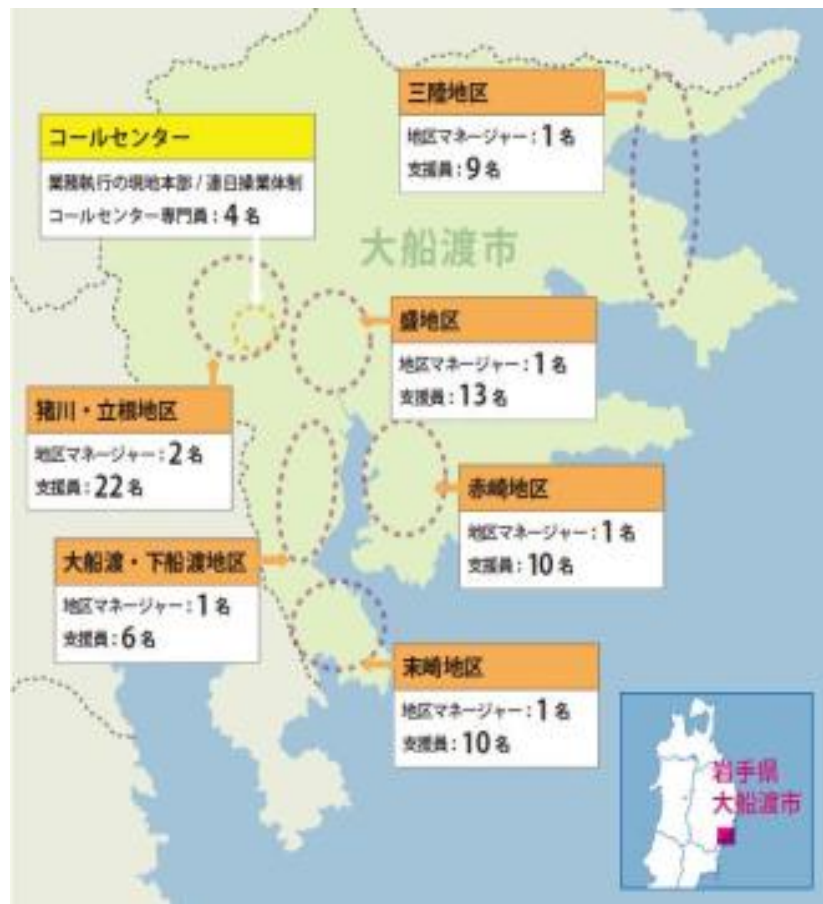 三陸地区
地区マネージャー：1名
支援員：9名
コールセンター
業務執行の現地本部 / 連日操業体制
コールセンター専門員：4名
大船渡市
盛地区
地区マネージャー：1名
支援員：13名
猪川・立根地区
地区マネージャー：2名
支援員：22名
赤崎地区
地区マネージャー：1名
支援員：10名
大船渡・下船渡地区
地区マネージャー：1名
支援員：6名
末崎地区
地区マネージャー：1名
支援員：10名
岩手県
大船渡市